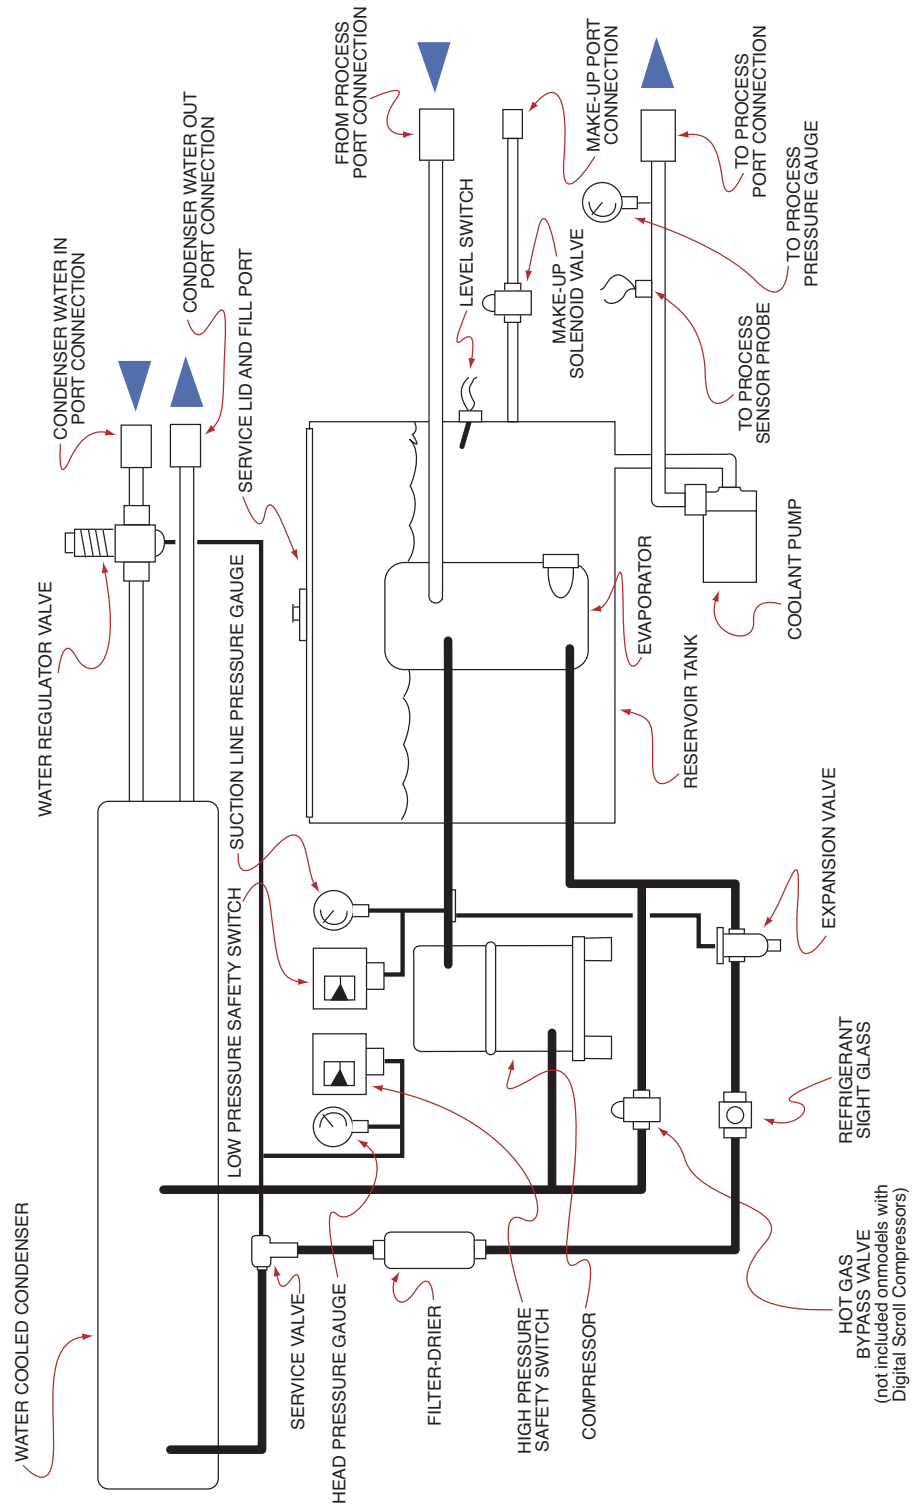 WATER COOLED CONDENSER
WATER REGULATOR VALVE
CONDENSER WATER IN
PORT CONNECTION
CONDENSER WATER OUT
PORT CONNECTION
SERVICE LID AND FILL PORT
LOW PRESSURE SAFETY SWITCH
SUCTION LINE PRESSURE GAUGE
FROM PROCESS
PORT CONNECTION
LEVEL SWITCH
MAKE-UP
SOLENOID VALVE
MAKE-UP PORT
CONNECTION
TO PROCESS
PORT CONNECTION
TO PROCESS
PRESSURE GAUGE
TO PROCESS
SENSOR PROBE
COOLANT PUMP
EVAPORATOR
RESERVOIR TANK
EXPANSION VALVE
REFRIGERANT
SIGHT GLASS
HOT GAS
BYPASS VALVE
(not included onmodels with
Digital Scroll Compressors)
COMPRESSOR
HIGH PRESSURE
SAFETY SWITCH
FILTER-DRIER
HEAD PRESSURE GAUGE
SERVICE VALVE